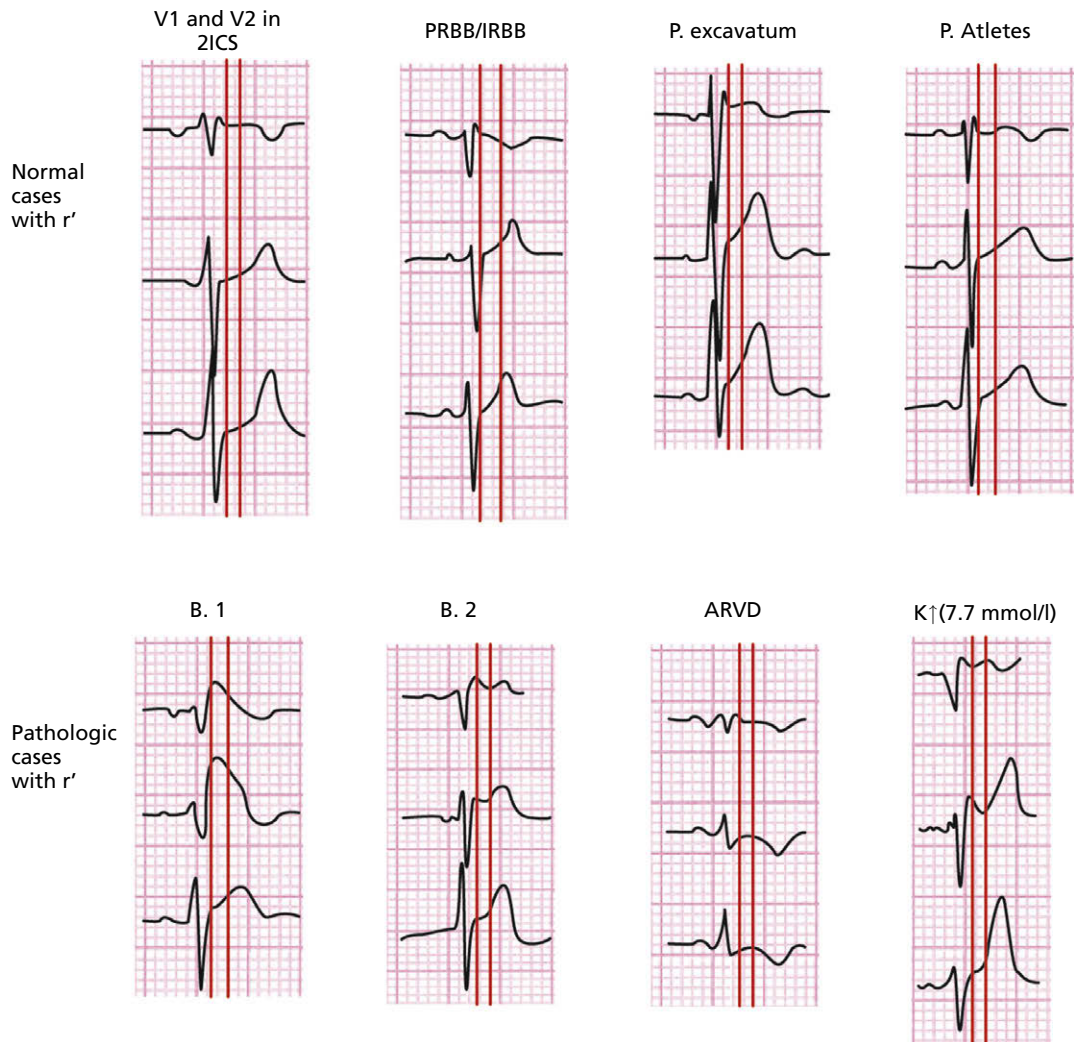 V1 and V2 in
2ICS
PRBB/IRBB
P. excavatum
P. Atletes
Normal
cases
with r’
B. 1
B. 2
ARVD
K↑(7.7 mmol/l)
Pathologic
cases
with r’